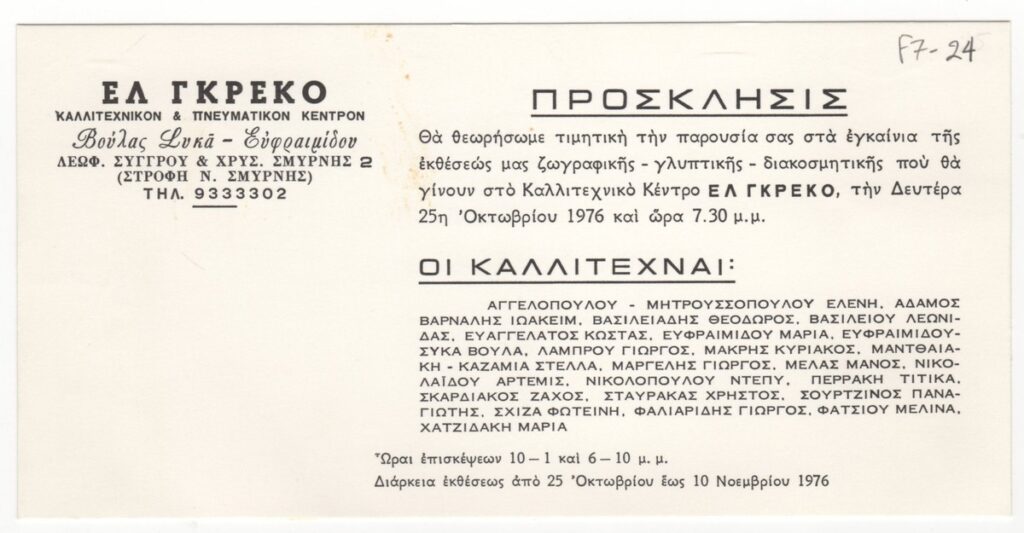 F7-24
ΕΛ ΓΚΡΕΚΟ
ΚΑΛΛΙΤΕΧΝΙΚΟΝ & ΠΝΕΥΜΑΤΙΚΟΝ ΚΕΝΤΡΟΝ
Βούλας Συκᾶ - Εὐφραιμίδου
ΛΕΩΦ. ΣΥΓΓΡΟΥ & ΧΡΥΣ. ΣΜΥΡΝΗΣ 2
(ΣΤΡΟΦΗ Ν. ΣΜΥΡΝΗΣ)
ΤΗΛ. 9333302
ΠΡΟΣΚΛΗΣΙΣ
Θὰ θεωρήσωμε τιμητικὴ τὴν παρουσία σας στὰ ἐγκαίνια τῆς
ἐκθέσεώς μας ζωγραφικῆς - γλυπτικῆς - διακοσμητικῆς ποὺ θὰ
γίνουν στὸ Καλλιτεχνικὸ Κέντρο ΕΛ ΓΚΡΕΚΟ, τὴν Δευτέρα
25η Ὀκτωβρίου 1976 καὶ ὥρα 7.30 μ.μ.
ΟΙ ΚΑΛΛΙΤΕΧΝΑΙ:
ΑΓΓΕΛΟΠΟΥΛΟΥ - ΜΗΤΡΟΥΣΣΟΠΟΥΛΟΥ ΕΛΕΝΗ, ΑΔΑΜΟΣ
ΒΑΡΝΑΛΗΣ ΙΩΑΚΕΙΜ, ΒΑΣΙΛΕΙΑΔΗΣ ΘΕΟΔΩΡΟΣ, ΒΑΣΙΛΕΙΟΥ ΛΕΩΝΙ-
ΔΑΣ, ΕΥΑΓΓΕΛΑΤΟΣ ΚΩΣΤΑΣ, ΕΥΦΡΑΙΜΙΔΟΥ ΜΑΡΙΑ, ΕΥΦΡΑΙΜΙΔΟΥ-
ΣΥΚΑ ΒΟΥΛΑ, ΛΑΜΠΡΟΥ ΓΙΩΡΓΟΣ, ΜΑΚΡΗΣ ΚΥΡΙΑΚΟΣ, ΜΑΝΤΘΑΙΑ-
ΚΗ - ΚΑΖΑΜΙΑ ΣΤΕΛΛΑ, ΜΑΡΓΕΛΗΣ ΓΙΩΡΓΟΣ, ΜΕΛΑΣ ΜΑΝΟΣ, ΝΙΚΟ-
ΛΑΪΔΟΥ ΑΡΤΕΜΙΣ, ΝΙΚΟΛΟΠΟΥΛΟΥ ΝΤΕΠΥ, ΠΕΡΡΑΚΗ ΤΙΤΙΚΑ,
ΣΚΑΡΔΙΑΚΟΣ ΖΑΧΟΣ, ΣΤΑΥΡΑΚΑΣ ΧΡΗΣΤΟΣ, ΣΟΥΡΤΖΙΝΟΣ ΠΑΝΑ-
ΓΙΩΤΗΣ, ΣΧΙΖΑ ΦΩΤΕΙΝΗ, ΦΑΛΙΑΡΙΔΗΣ ΓΙΩΡΓΟΣ, ΦΑΤΣΙΟΥ ΜΕΛΙΝΑ,
ΧΑΤΖΙΔΑΚΗ ΜΑΡΙΑ
Ὧραι ἐπισκέψεων 10 – 1 καὶ 6 – 10 μ. μ.
Διάρκεια ἐκθέσεως ἀπὸ 25 Ὀκτωβρίου ἕως 10 Νοεμβρίου 1976